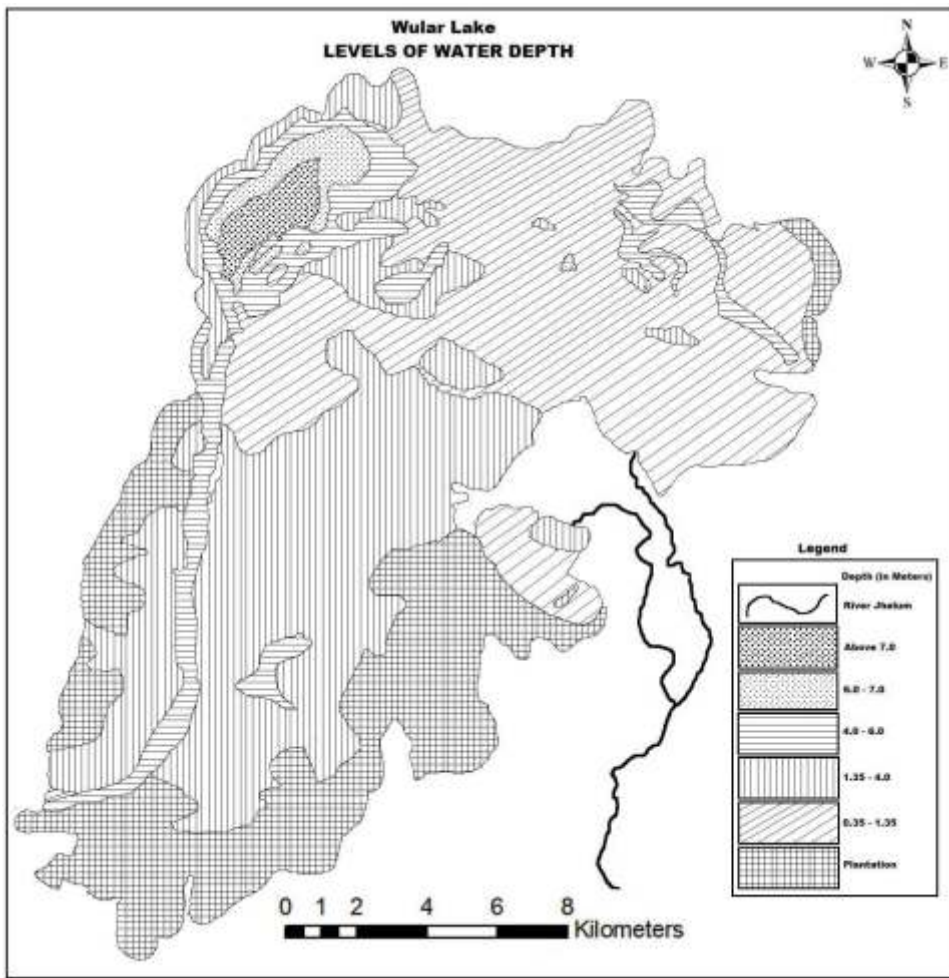 Wular Lake
LEVELS OF WATER DEPTH
N
W E
S
Legend
Depth (In Meters)
River Jhelum
Above 7.0
6.0 - 7.0
4.0 - 6.0
1.35 - 4.0
0.35 - 1.35
Plantation
0 1 2 4 6 8
Kilometers